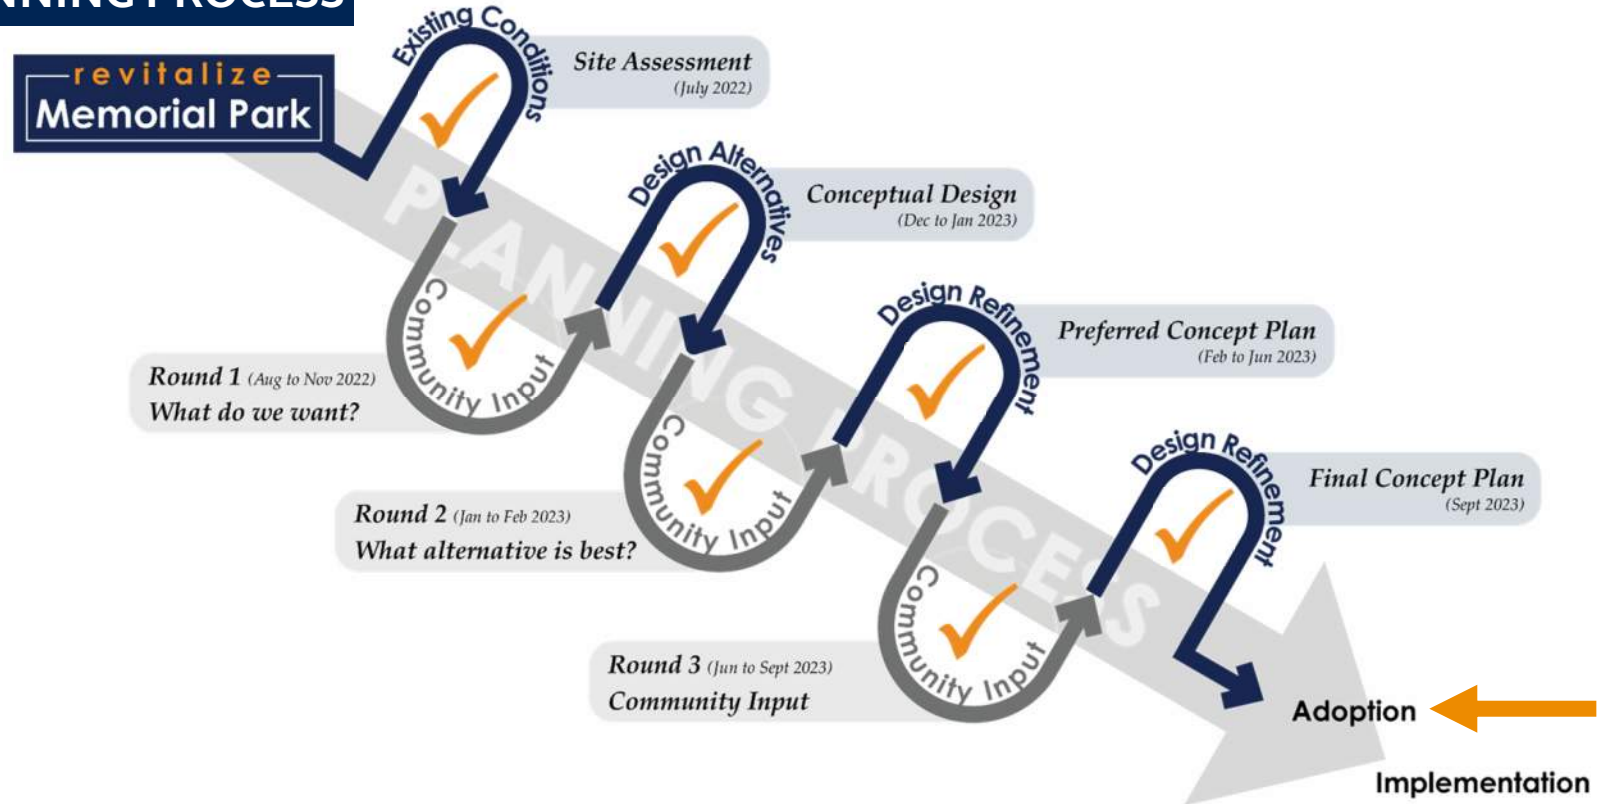 PROCESS
revitalize
Memorial Park
Existing Conditions
Site Assessment
(July 2022)
PLANNING PROCESS
Community Input
Round 1 (Aug to Nov 2022)
What do we want?
Design Alternatives
Conceptual Design
(Dec to Jan 2023)
Community Input
Round 2 (Jan to Feb 2023)
What alternative is best?
Design Refinement
Preferred Concept Plan
(Feb to Jun 2023)
Community Input
Round 3 (Jun to Sept 2023)
Community Input
Design Refinement
Final Concept Plan
(Sept 2023)
Adoption
Implementation